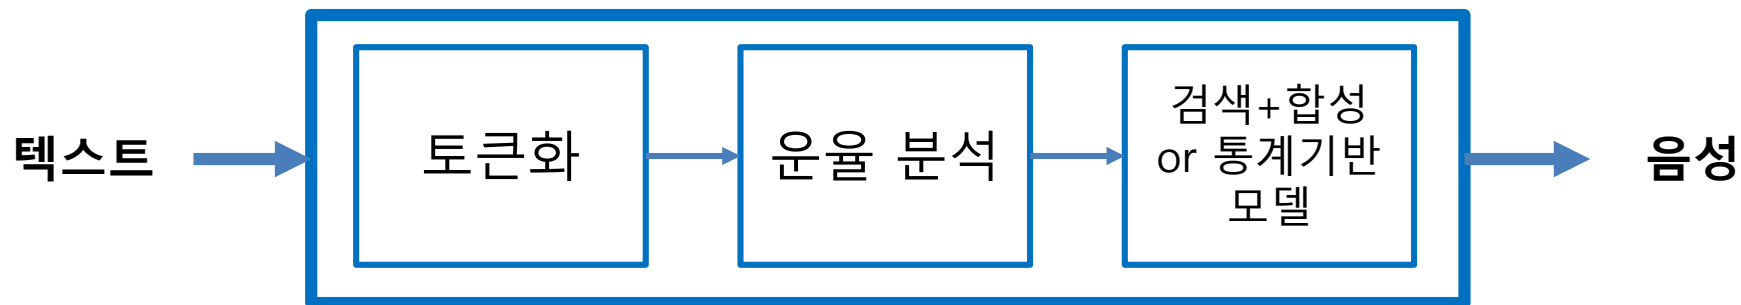 텍스트
토큰화
운율 분석
검색+합성
or 통계기반
모델
음성